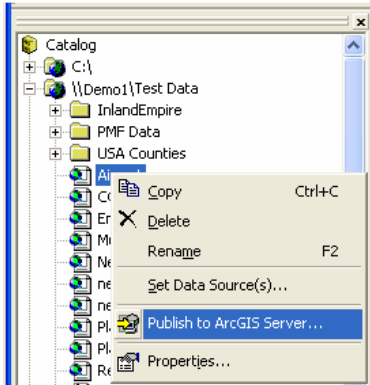 Catalog
C:\
\\Demo1\Test Data
InlandEmpire
PMF Data
USA Counties
Copy Ctrl+C
Delete
Rename F2
Set Data Source(s)...
Publish to ArcGIS Server...
Properties...